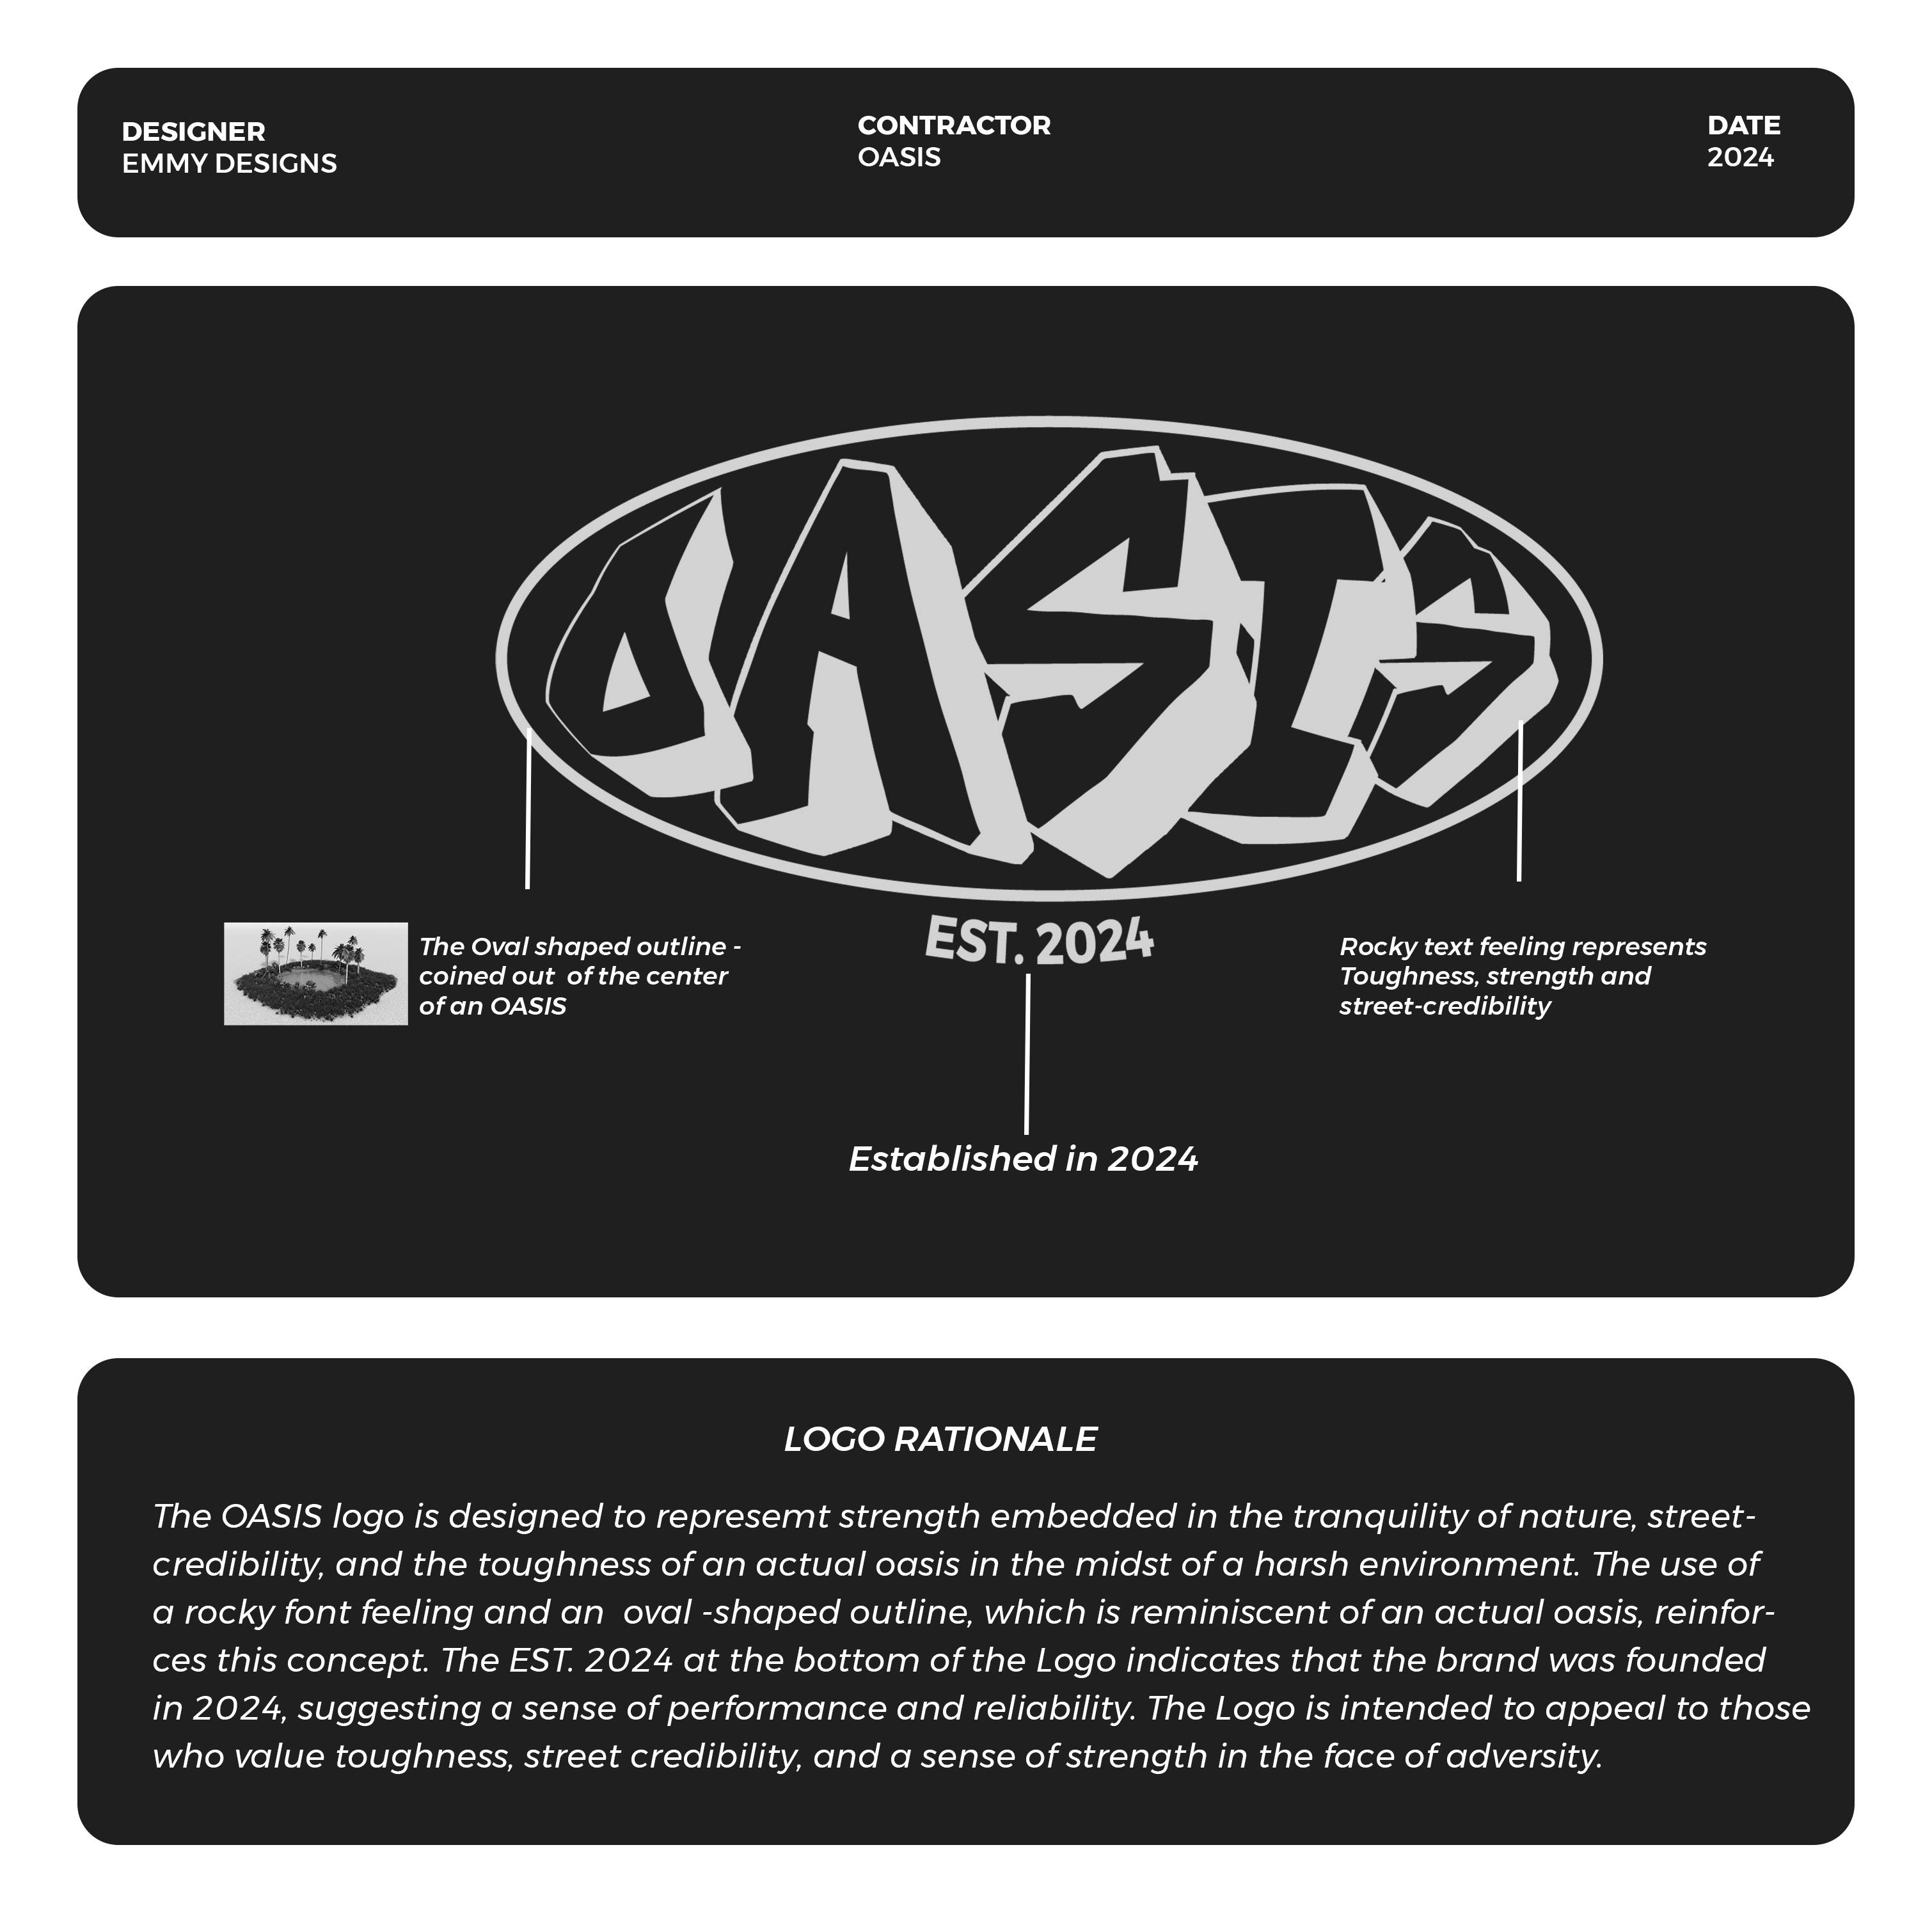 DESIGNER
EMMY DESIGNS
CONTRACTOR
OASIS
DATE
2024
OASIS
EST. 2024
The Oval shaped outline -
coined out  of the center
of an OASIS
Rocky text feeling represents
Toughness, strength and
street-credibility
Established in 2024
LOGO RATIONALE
The OASIS logo is designed to represemt strength embedded in the tranquility of nature, street-
credibility, and the toughness of an actual oasis in the midst of a harsh environment. The use of
a rocky font feeling and an  oval -shaped outline, which is reminiscent of an actual oasis, reinfor-
ces this concept. The EST. 2024 at the bottom of the Logo indicates that the brand was founded
in 2024, suggesting a sense of performance and reliability. The Logo is intended to appeal to those
who value toughness, street credibility, and a sense of strength in the face of adversity.